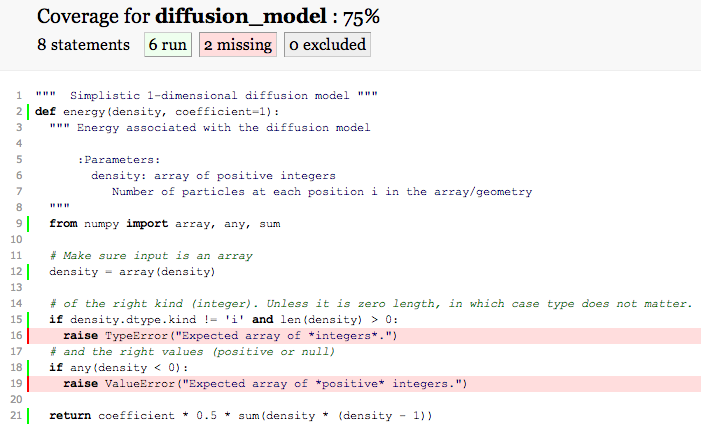 Coverage for diffusion_model : 75%
8 statements 6 run 2 missing 0 excluded
1 """  Simplistic 1-dimensional diffusion model """
2 def energy(density, coefficient=1):
3   """ Energy associated with the diffusion model
4
5       :Parameters:
6         density: array of positive integers
7            Number of particles at each position i in the array/geometry
8   """
9   from numpy import array, any, sum
10
11   # Make sure input is an array
12   density = array(density)
13
14   # of the right kind (integer). Unless it is zero length, in which case type does not matter.
15   if density.dtype.kind != 'i' and len(density) > 0:
16     raise TypeError("Expected array of *integers*.")
17   # and the right values (positive or null)
18   if any(density < 0):
19     raise ValueError("Expected array of *positive* integers.")
20
21   return coefficient * 0.5 * sum(density * (density - 1))